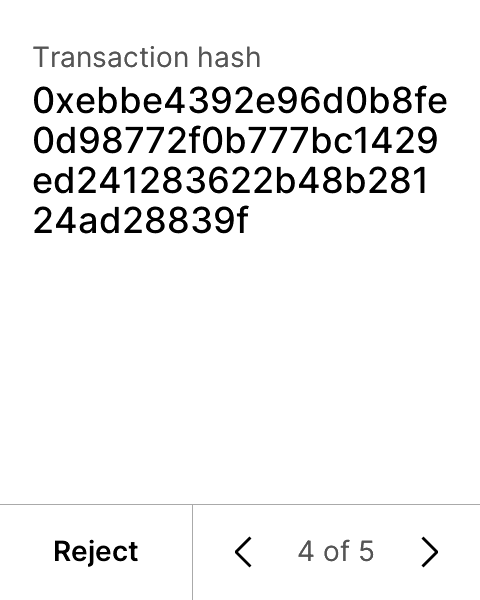 Transaction hash
0xebbe4392e96d0b8fe
0d98772f0b777bc1429
ed241283622b48b281
24ad28839f
Reject
4 of 5